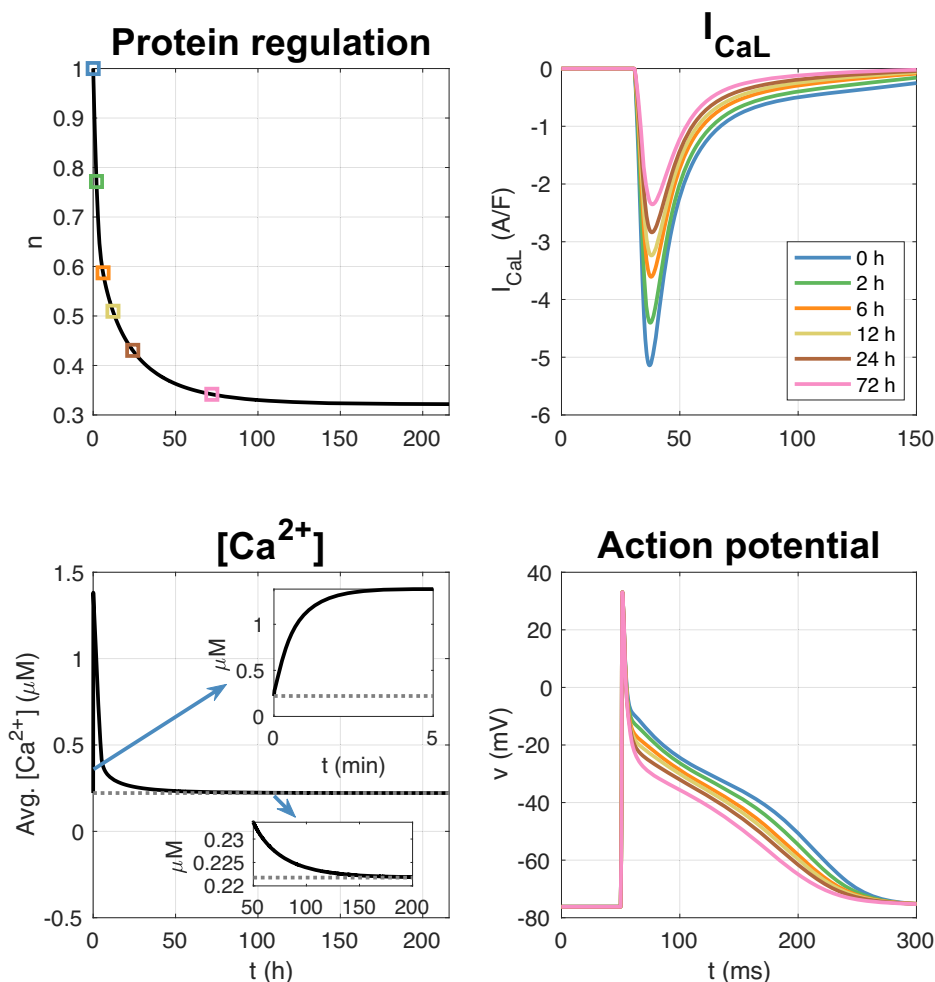 Protein regulation
1
0.9
0.8
0.7
0.6
0.5
0.4
0.3
n
0 50 100 150 200
I_CaL
0
-1
-2
-3
-4
-5
-6
I_CaL (A/F)
0 50 100 150
0 h
2 h
6 h
12 h
24 h
72 h
[Ca²⁺]
1.5
1
0.5
0
-0.5
Avg. [Ca²⁺] (μM)
0 50 100 150 200
t (h)
1
0.5
0
μM
0 5
t (min)
0.23
0.225
0.22
μM
50 100 150 200
Action potential
40
20
0
-20
-40
-60
-80
v (mV)
0 100 200 300
t (ms)